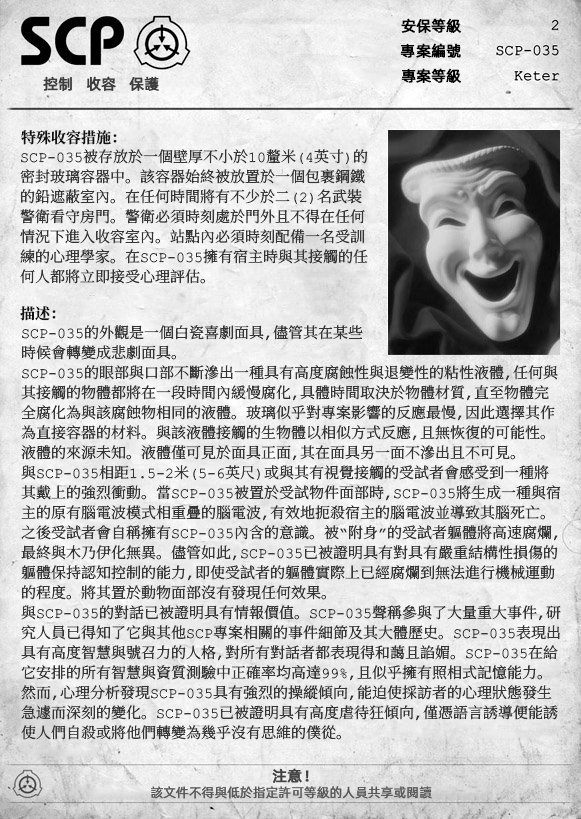 SCP
控制 收容 保護
安保等級 2
專案編號 SCP-035
專案等級 Keter
特殊收容措施:
SCP-035被存放於一個壁厚不小於10釐米(4英寸)的
密封玻璃容器中。該容器始終被放置於一個包裹鋼鐵
的鉛遮蔽室內。在任何時間將有不少於二(2)名武裝
警衛看守房門。警衛必須時刻處於門外且不得在任何
情況下進入收容室內。站點內必須時刻配備一名受訓
練的心理學家。在SCP-035擁有宿主時與其接觸的任
何人都將立即接受心理評估。
描述:
SCP-035的外觀是一個白瓷喜劇面具,儘管其在某些
時候會轉變成悲劇面具。
SCP-035的眼部與口部不斷滲出一種具有高度腐蝕性與退變性的粘性液體,任何與
其接觸的物體都將在一段時間內緩慢腐化,具體時間取決於物體材質,直至物體完
全腐化為與該腐蝕物相同的液體。玻璃似乎對專案影響的反應最慢,因此選擇其作
為直接容器的材料。與該液體接觸的生物體以相似方式反應,且無恢復的可能性。
液體的來源未知。液體僅可見於面具正面,其在面具另一面不滲出且不可見。
與SCP-035相距1.5-2米(5-6英尺)或與其有視覺接觸的受試者會感受到一種將
其戴上的強烈衝動。當SCP-035被置於受試物件面部時,SCP-035將生成一種與宿
主的原有腦電波模式相重疊的腦電波,有效地扼殺宿主的腦電波並導致其腦死亡。
之後受試者會自稱擁有SCP-035內含的意識。被“附身”的受試者軀體將高速腐爛,
最終與木乃伊化無異。儘管如此,SCP-035已被證明具有對具有嚴重結構性損傷的
軀體保持認知控制的能力,即使受試者的軀體實際上已經腐爛到無法進行機械運動
的程度。將其置於動物面部沒有發現任何效果。
與SCP-035的對話已被證明具有情報價值。SCP-035聲稱參與了大量重大事件,研
究人員已得知了它與其他SCP專案相關的事件細節及其大體歷史。SCP-035表現出
具有高度智慧與號召力的人格,對所有對話者都表現得和藹且諂媚。SCP-035在給
它安排的所有智慧與資質測驗中正確率均高達99%,且似乎擁有照相式記憶能力。
然而,心理分析發現SCP-035具有強烈的操縱傾向,能迫使採訪者的心理狀態發生
急遽而深刻的變化。SCP-035已被證明具有高度虐待狂傾向,僅憑語言誘導便能誘
使人們自殺或將他們轉變為幾乎沒有思維的僕從。
注意!
該文件不得與低於指定許可等級的人員共享或閱讀